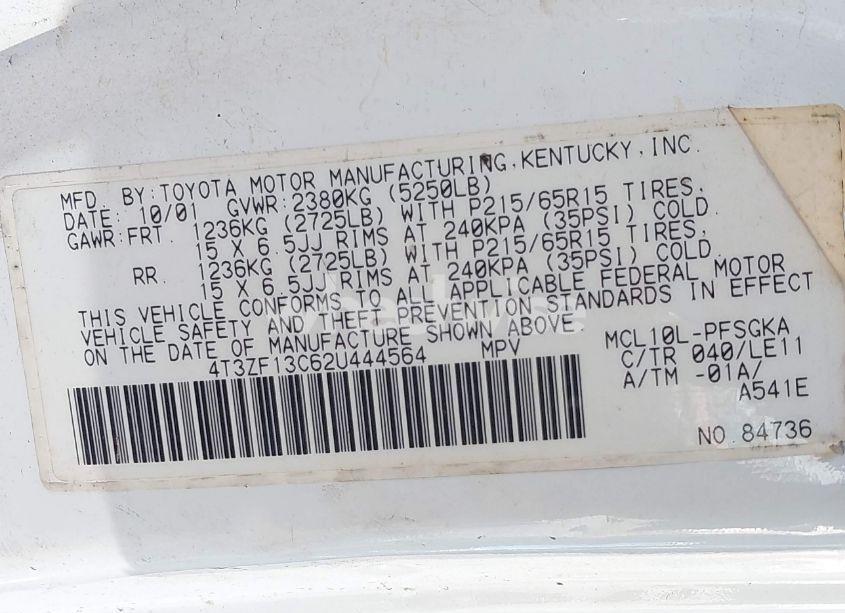 MFD. BY:TOYOTA MOTOR MANUFACTURING,KENTUCKY,INC.
DATE: 10/01 GVWR:2380KG (5250LB)
GAWR:FRT. 1236KG (2725LB) WITH P215/65R15 TIRES,
15 X 6.5JJ RIMS AT 240KPA (35PSI) COLD.
RR. 1236KG (2725LB) WITH P215/65R15 TIRES,
15 X 6.5JJ RIMS AT 240KPA (35PSI) COLD.
THIS VEHICLE CONFORMS TO ALL APPLICABLE FEDERAL MOTOR
VEHICLE SAFETY AND THEFT PREVENTION STANDARDS IN EFFECT
ON THE DATE OF MANUFACTURE SHOWN ABOVE
4T3ZF13C62U444564 MPV
MCL10L-PFSGKA
C/TR 040/LE11
A/TM -01A/
A541E
NO.84736